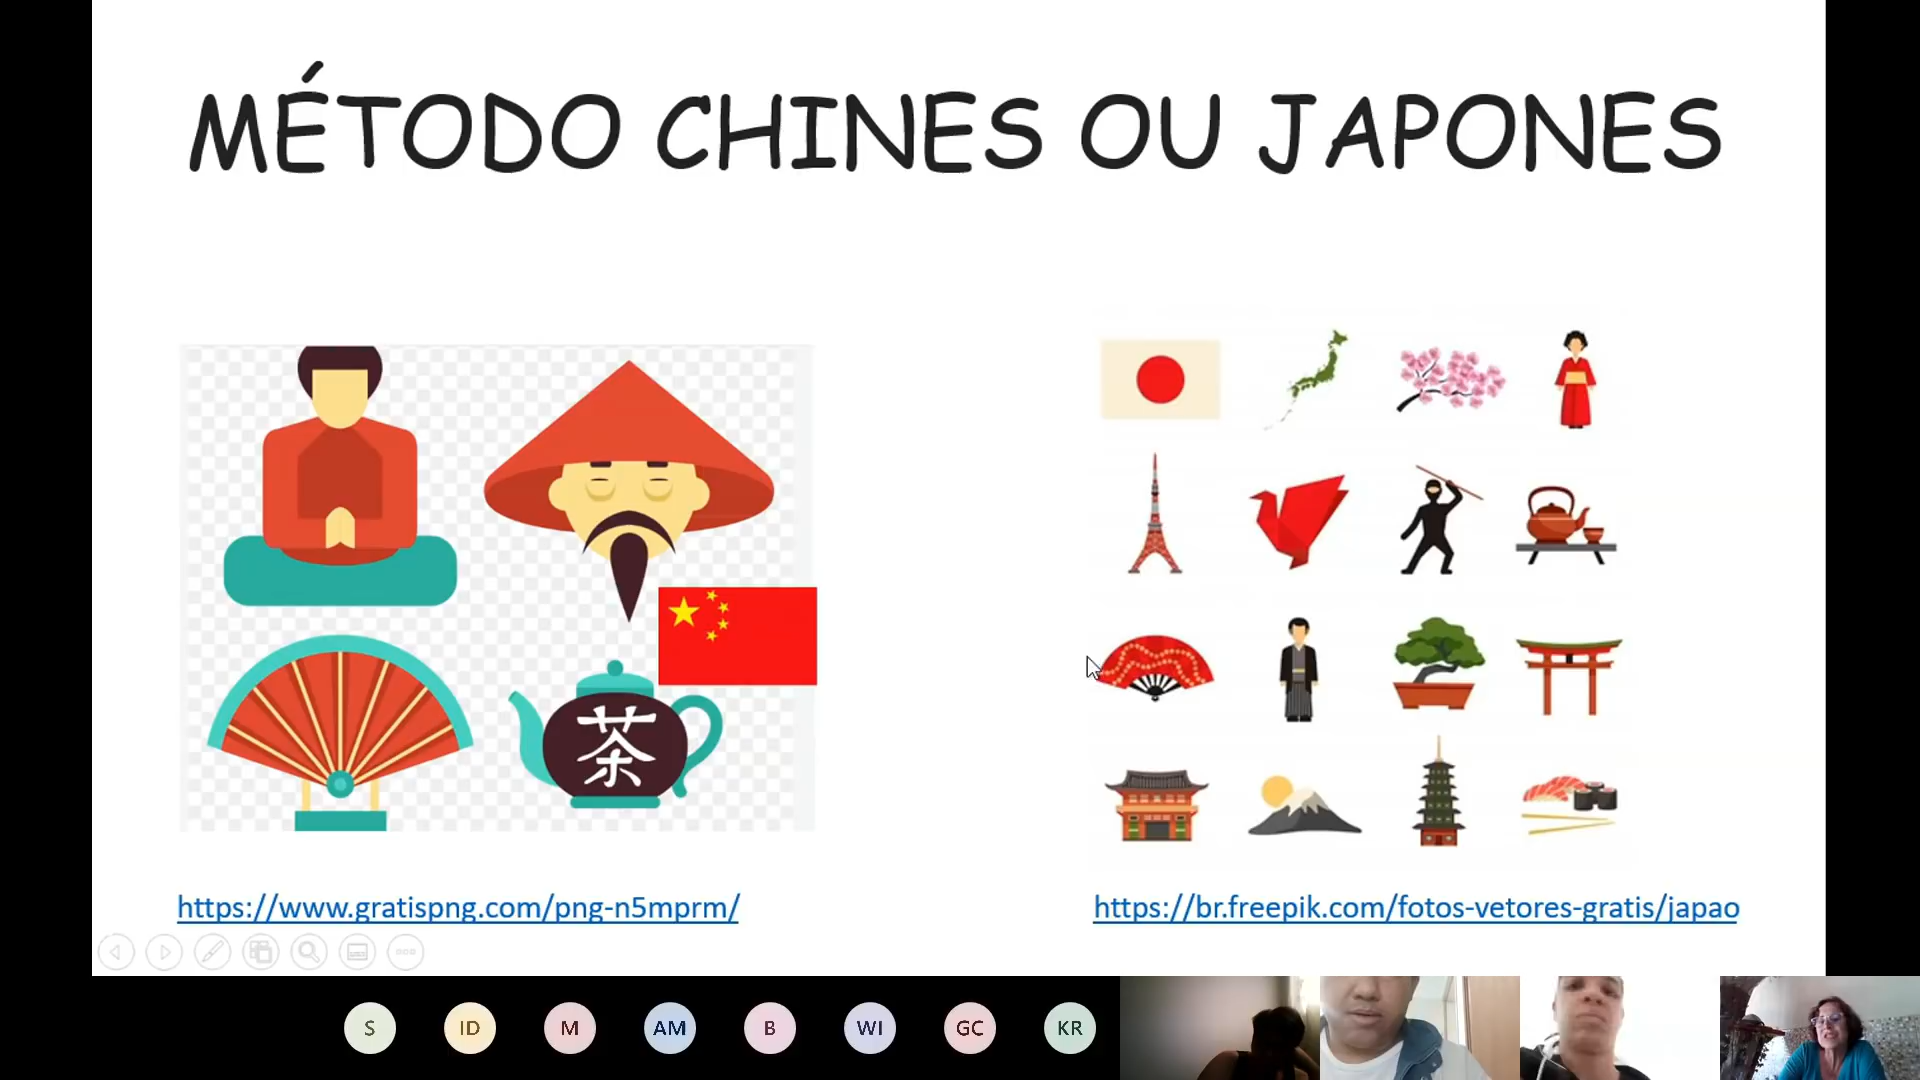 MÉTODO CHINES OU JAPONES
茶
https://www.gratispng.com/png-n5mprm/
https://br.freepik.com/fotos-vetores-gratis/japao
S
ID
M
AM
B
WI
GC
KR